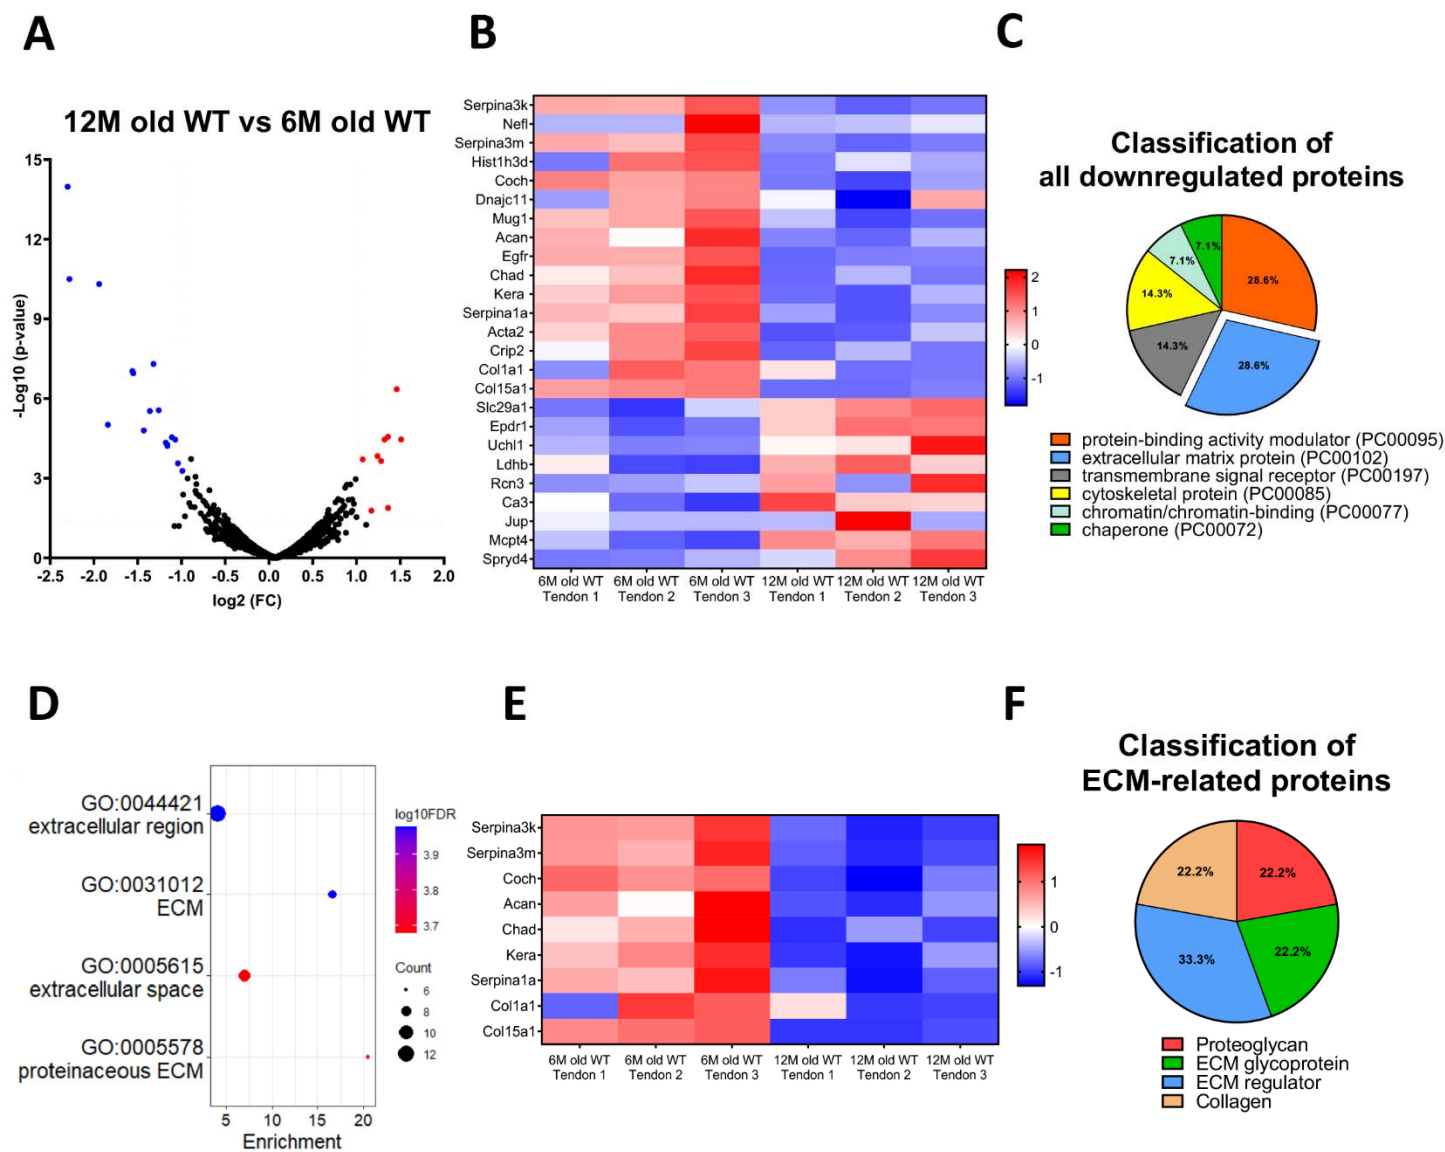 A
12M old WT vs 6M old WT
15
12
9
6
3
0
-Log10 (p-value)
-2.5 -2.0 -1.5 -1.0 -0.5 0.0 0.5 1.0 1.5 2.0
log2 (FC)
B
Serpina3k
Nefl
Serpina3m
Hist1h3d
Coch
Dnajc11
Mug1
Acan
Egfr
Chad
Kera
Serpina1a
Acta2
Crip2
Col1a1
Col15a1
Slc29a1
Epdr1
Uchl1
Ldhb
Rcn3
Ca3
Jup
Mcpt4
Spryd4
6M old WT 6M old WT 6M old WT 12M old WT 12M old WT 12M old WT
Tendon 1 Tendon 2 Tendon 3 Tendon 1 Tendon 2 Tendon 3
2
1
0
-1
C
Classification of
all downregulated proteins
7.1%
7.1%
28.6%
14.3%
14.3%
28.6%
protein-binding activity modulator (PC00095)
extracellular matrix protein (PC00102)
transmembrane signal receptor (PC00197)
cytoskeletal protein (PC00085)
chromatin/chromatin-binding (PC00077)
chaperone (PC00072)
D
GO:0044421
extracellular region
GO:0031012
ECM
GO:0005615
extracellular space
GO:0005578
proteinaceous ECM
5 10 15 20
Enrichment
log10FDR
3.9
3.8
3.7
Count
6
8
10
12
E
Serpina3k
Serpina3m
Coch
Acan
Chad
Kera
Serpina1a
Col1a1
Col15a1
6M old WT 6M old WT 6M old WT 12M old WT 12M old WT 12M old WT
Tendon 1 Tendon 2 Tendon 3 Tendon 1 Tendon 2 Tendon 3
1
0
-1
F
Classification of
ECM-related proteins
22.2% 22.2%
33.3% 22.2%
Proteoglycan
ECM glycoprotein
ECM regulator
Collagen